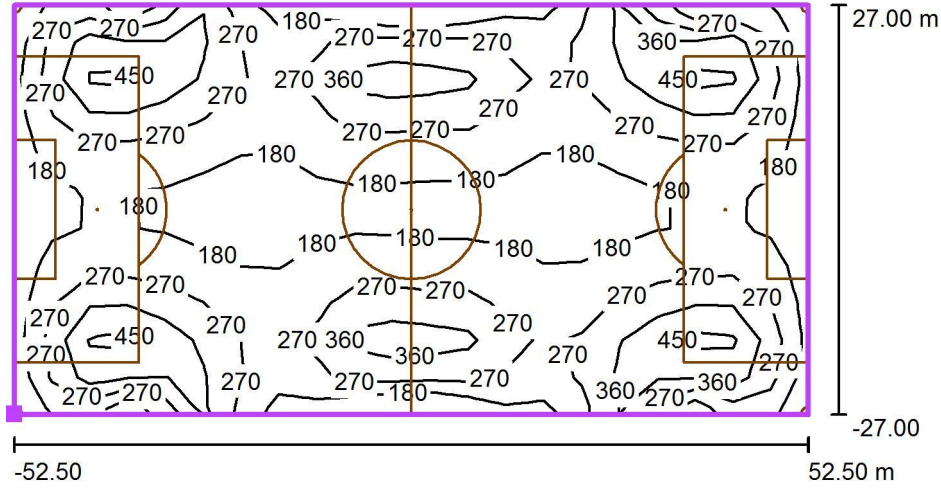 180 27.00 m
270 270 270 270 270 270 270
360 270
270 450 270 360 270 450
270 270 270
270 270 270 270 270 270
180 180
180 180 180 180 180
180
180 180 180 180 180
270 270 270 270 270
270 270 270 270
450 270 360 450
270 360 270 270
270 270 270 360
270 270 -180 360 270
-27.00
-52.50 52.50 m